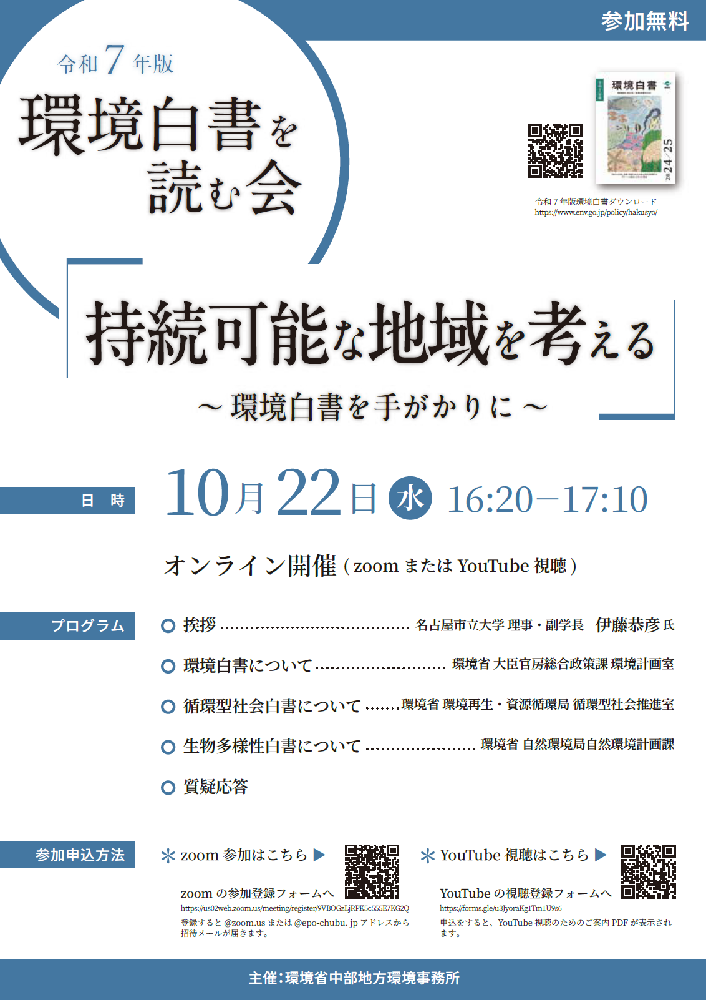 参加無料
令和7年版
環境白書を
読む会
環境白書
2024/25
令和7年版環境白書ダウンロード
https://www.env.go.jp/policy/hakusyo/
持続可能な地域を考える
～環境白書を手がかりに～
日 時
10月22日 水 16:20－17:10
オンライン開催 ( zoom または YouTube 視聴 )
プログラム
挨拶 名古屋市立大学 理事・副学長 伊藤恭彦 氏
環境白書について 環境省 大臣官房総合政策課 環境計画室
循環型社会白書について 環境省 環境再生・資源循環局 循環型社会推進室
生物多様性白書について 環境省 自然環境局自然環境計画課
質疑応答
参加申込方法
＊ zoom 参加はこちら ▶
zoom の参加登録フォームへ
https://us02web.zoom.us/meeting/register/9VBOGzLjRPK5c555E7KG2Q
登録すると @zoom.us または @epo-chubu. jp アドレスから
招待メールが届きます。
＊ YouTube 視聴はこちら ▶
YouTube の視聴登録フォームへ
https://forms.gle/u3JyoraKg1Tm1U9s6
申込をすると、YouTube 視聴のためのご案内 PDF が表示され
ます。
主催：環境省中部地方環境事務所